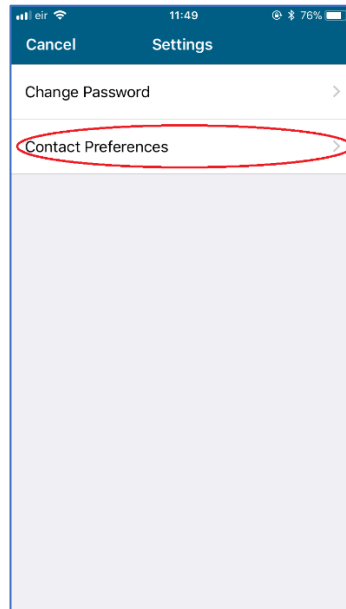 eir 11:49 76%
Cancel Settings
Change Password
Contact Preferences